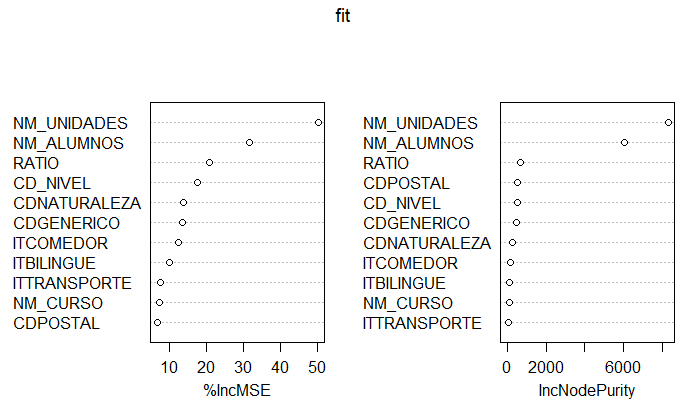 fit
NM_UNIDADES
NM_ALUMNOS
RATIO
CD_NIVEL
CDNATURALEZA
CDGENERICO
ITCOMEDOR
ITBILINGUE
ITTRANSPORTE
NM_CURSO
CDPOSTAL
10 20 30 40 50
%IncMSE
NM_UNIDADES
NM_ALUMNOS
RATIO
CDPOSTAL
CD_NIVEL
CDGENERICO
CDNATURALEZA
ITCOMEDOR
ITBILINGUE
NM_CURSO
ITTRANSPORTE
0 2000 6000
IncNodePurity